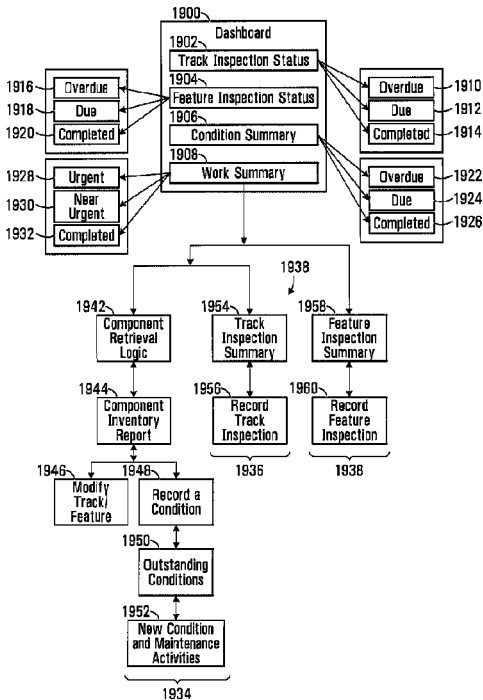 1900
Dashboard
1902
Track Inspection Status
1904
Feature Inspection Status
1906
Condition Summary
1908
Work Summary
1916
Overdue
1918
Due
1920
Completed
1910
Overdue
1912
Due
1914
Completed
1928
Urgent
1930
Near
Urgent
1932
Completed
1922
Overdue
1924
Due
1926
Completed
1938
1942
Component
Retrieval
Logic
1954
Track
Inspection
Summary
1958
Feature
Inspection
Summary
1944
Component
Inventory
Report
1956
Record
Track
Inspection
1960
Record
Feature
Inspection
1936
1938
1946
Modify
Track/
Feature
1948
Record a
Condition
1950
Outstanding
Conditions
1952
New Condition
and Maintenance
Activities
1934